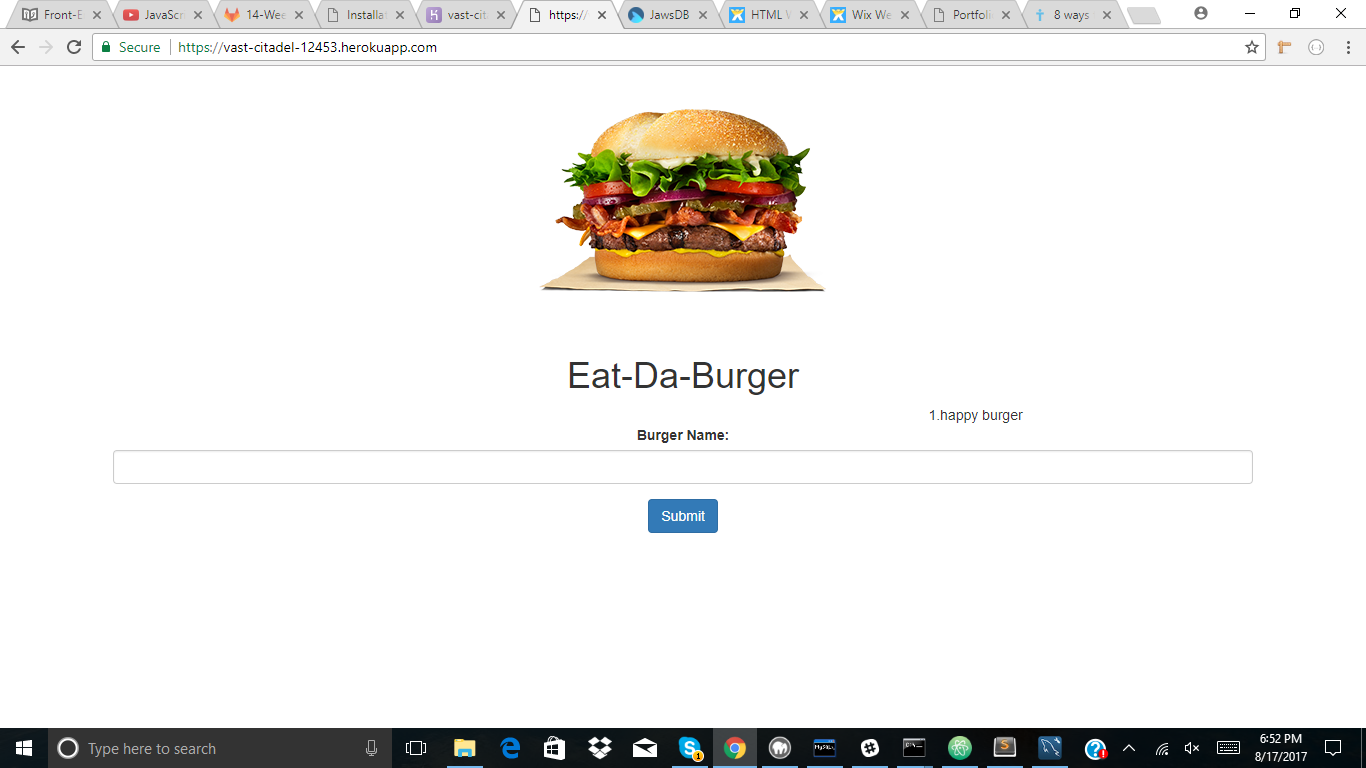 Front-E
JavaScr
14-Wee
Installa
vast-cit
https:/
JawsDB
HTML
Wix We
Portfoli
8 ways
Secure
https://vast-citadel-12453.herokuapp.com
Eat-Da-Burger
1.happy burger
Burger Name:
Submit
Type here to search
6:52 PM
8/17/2017